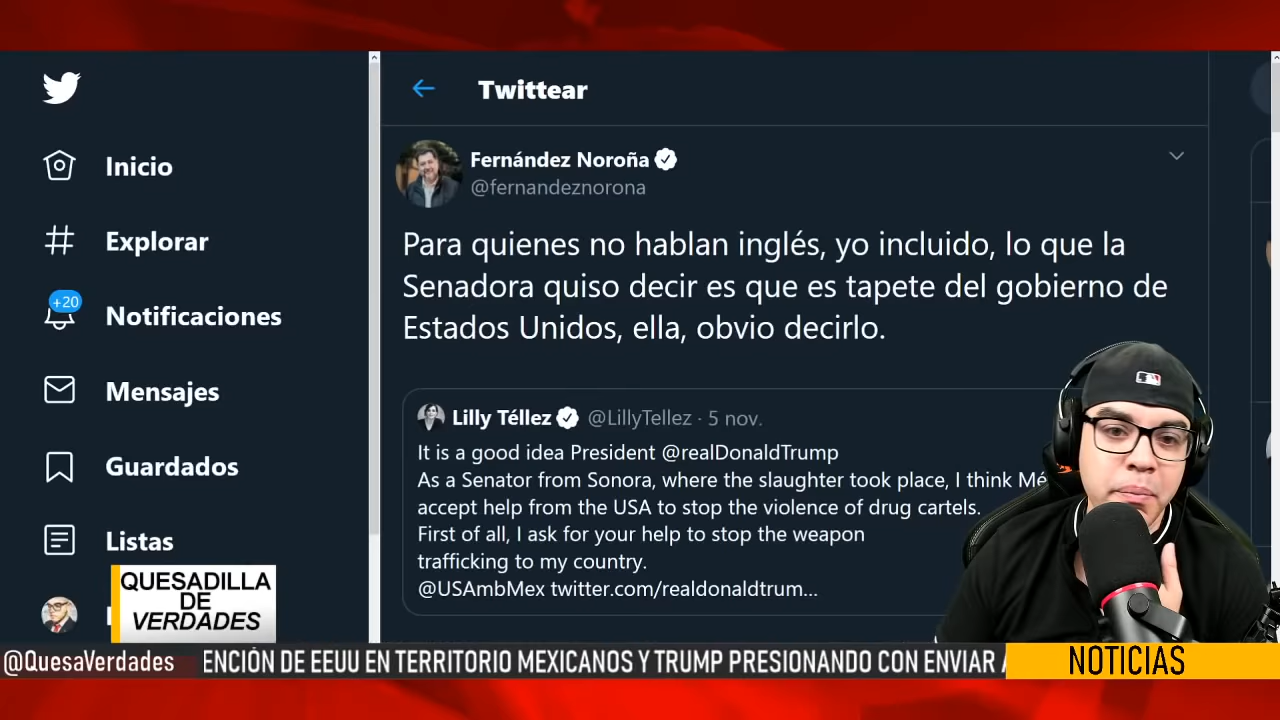 Twittear
Inicio
Explorar
+20
Notificaciones
Mensajes
Guardados
Listas
Fernández Noroña
@fernandeznorona
Para quienes no hablan inglés, yo incluido, lo que la
Senadora quiso decir es que es tapete del gobierno de
Estados Unidos, ella, obvio decirlo.
Lilly Téllez @LillyTellez · 5 nov.
It is a good idea President @realDonaldTrump
As a Senator from Sonora, where the slaughter took place, I think Mé
accept help from the USA to stop the violence of drug cartels.
First of all, I ask for your help to stop the weapon
trafficking to my country.
@USAmbMex twitter.com/realdonaldtrum...
QUESADILLA
DE
VERDADES
@QuesaVerdades ENCIÓN DE EEUU EN TERRITORIO MEXICANOS Y TRUMP PRESIONANDO CON ENVIAR NOTICIAS